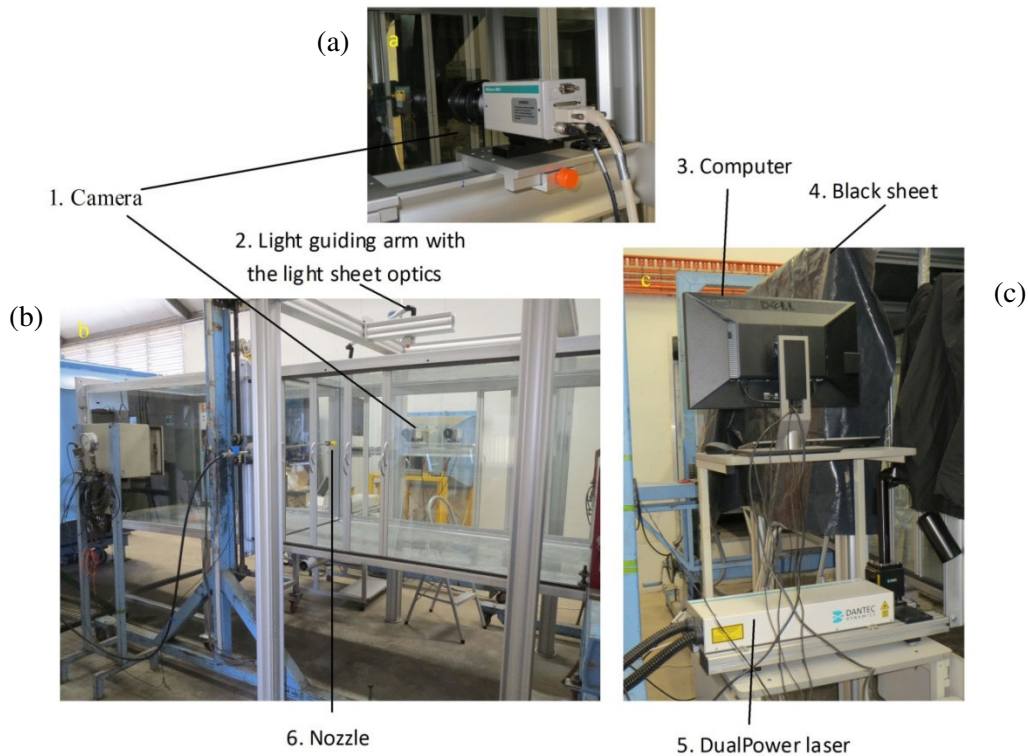 (a)
a
1. Camera
2. Light guiding arm with
the light sheet optics
3. Computer
4. Black sheet
(b)
b
(c)
c
DELL
DANTEC
DYNAMICS
6. Nozzle
5. DualPower laser